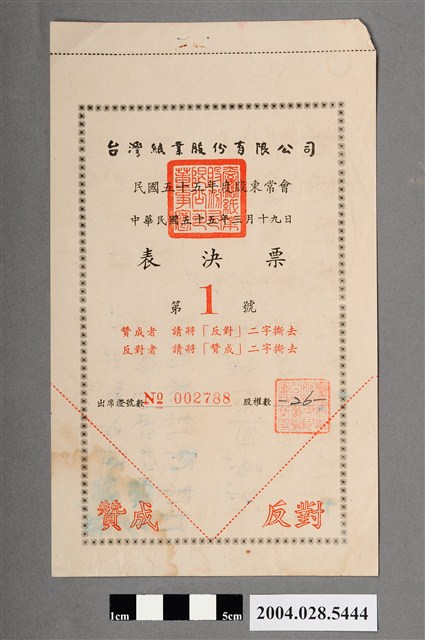 台灣紙業股份有限公司
民國五十五年度股東常會
中華民國五十五年三月十九日
表決票
第1號
贊成者 請將「反對」二字撕去
反對者 請將「贊成」二字撕去
出席證號數 No 002788 股權數 -26-
贊成 反對
1cm 5cm
2004.028.5444